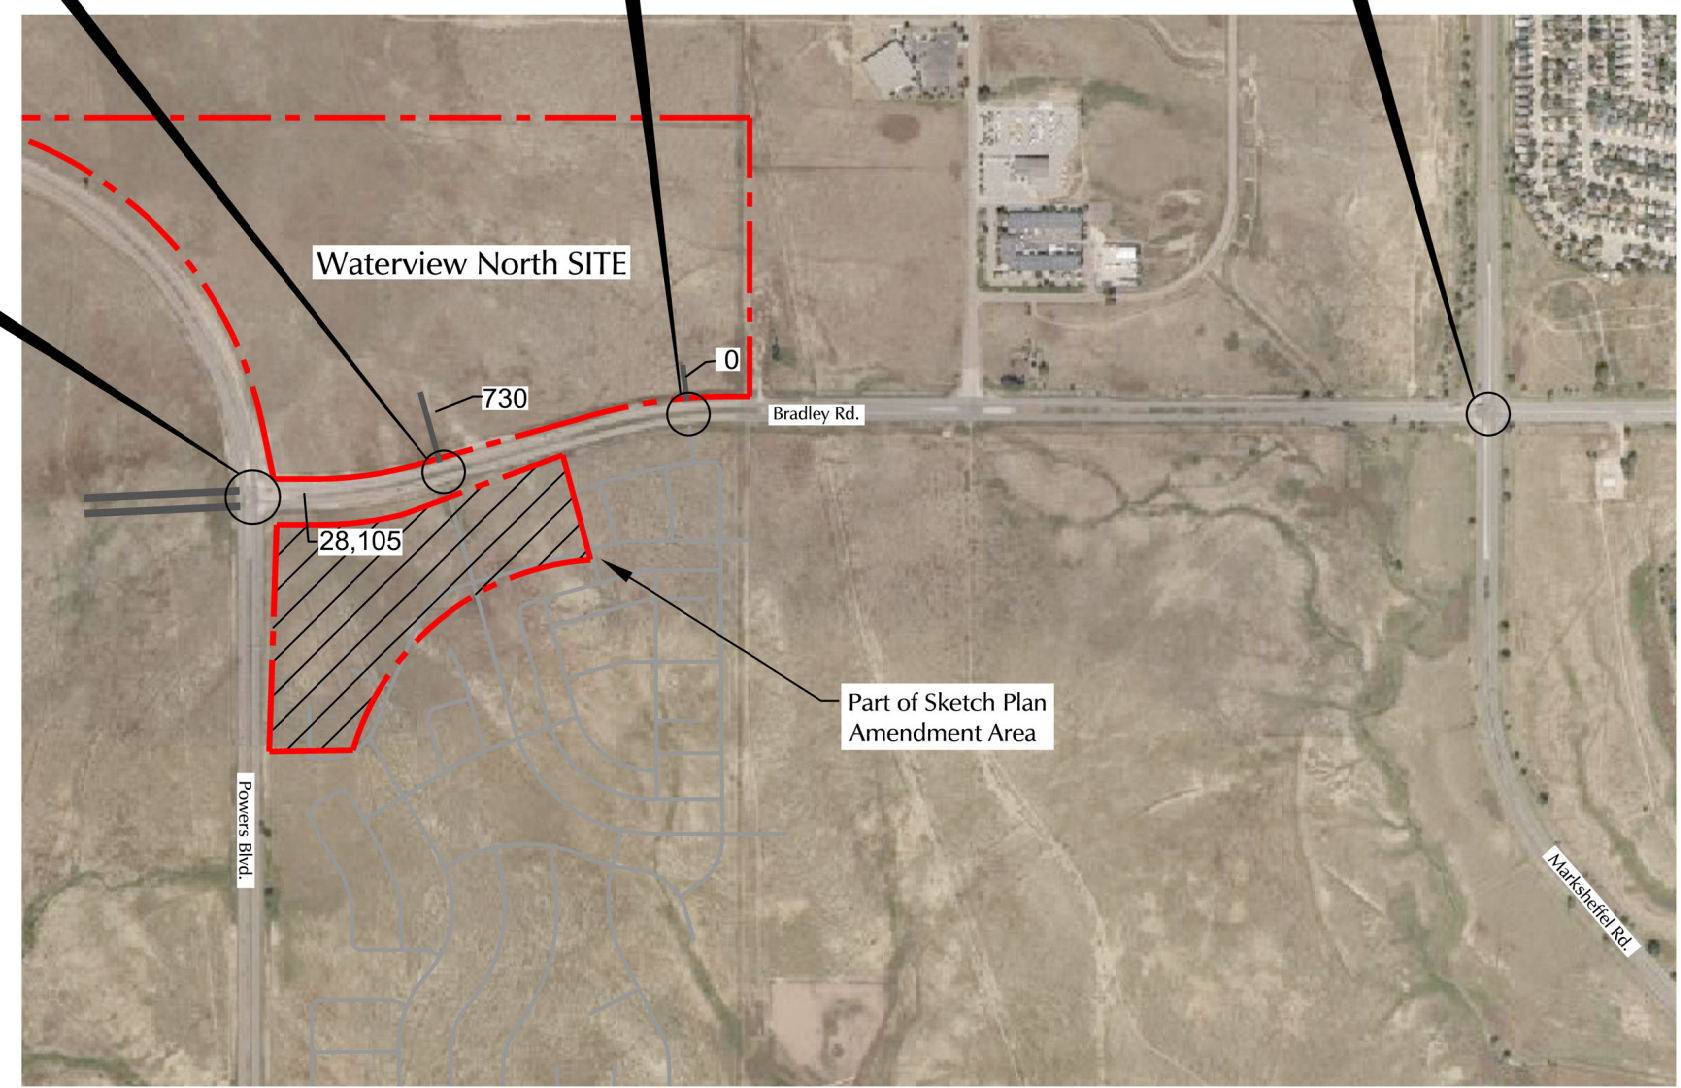 Waterview North SITE
0
730
Bradley Rd.
28,105
Part of Sketch Plan
Amendment Area
Powers Blvd.
Marksheffel Rd.